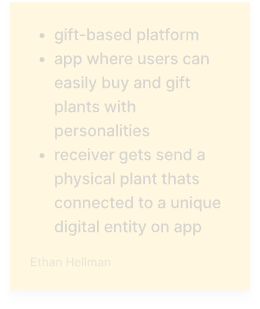 • gift-based platform
• app where users can
easily buy and gift
plants with
personalities
• receiver gets send a
physical plant thats
connected to a unique
digital entity on app
Ethan Hellman